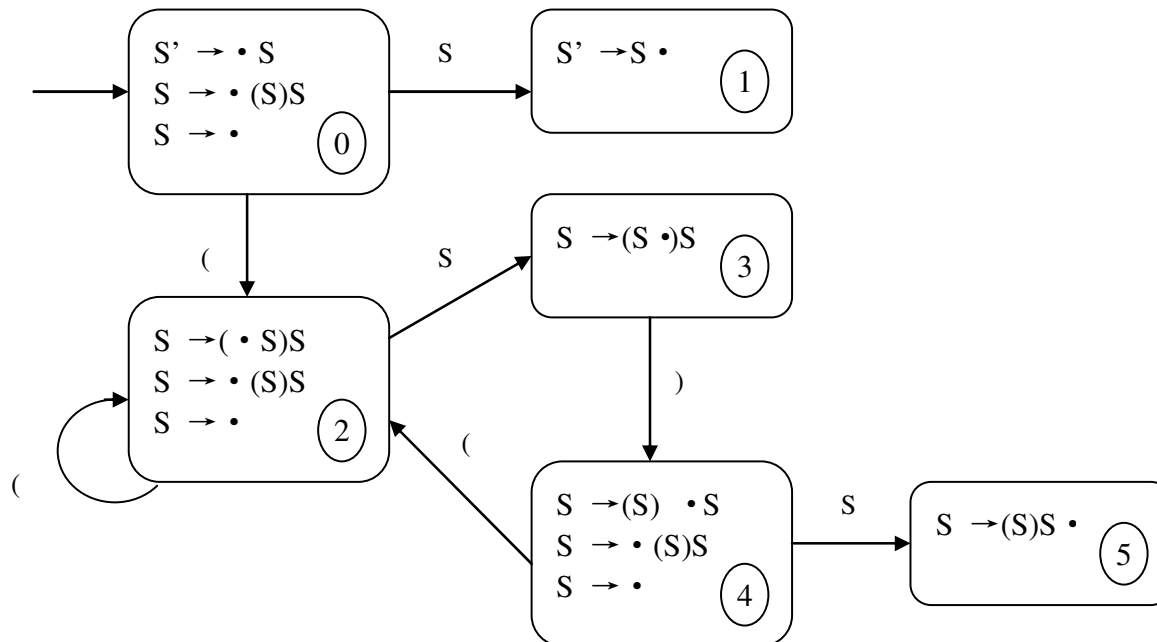 S’ → • S
S → • (S)S
S → •
0
S
S’ → S •
1
(
S
S → (S •)S
3
S → ( • S)S
S → • (S)S
S → •
2
(
(
)
S → (S) • S
S → • (S)S
S → •
4
S
S → (S)S •
5